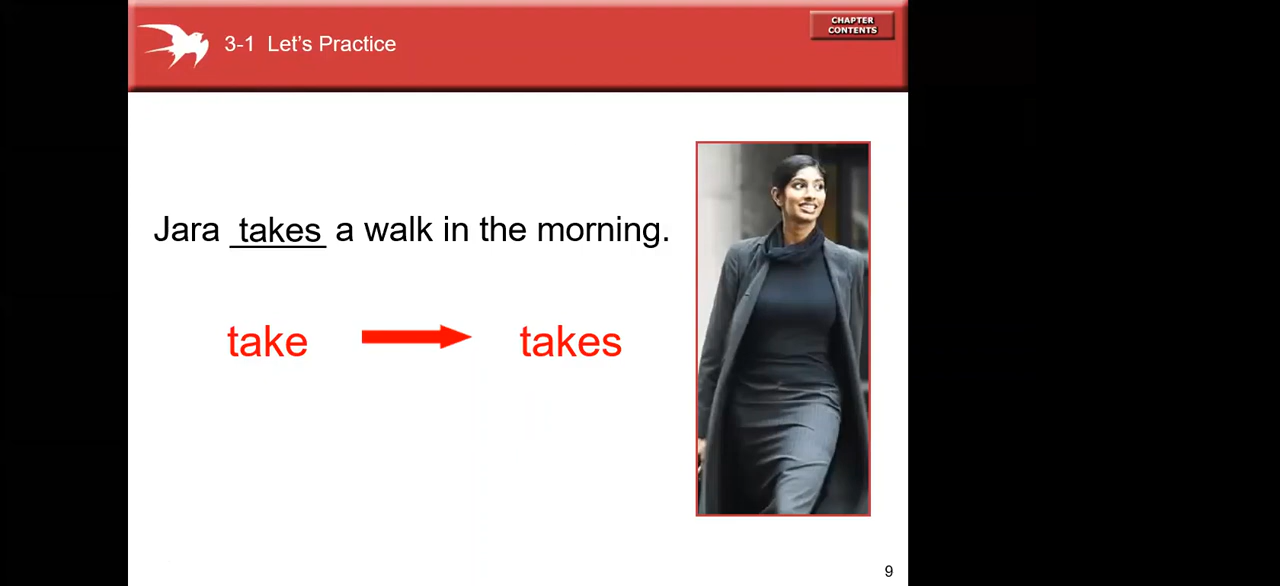 CHAPTER
CONTENTS
3-1 Let’s Practice
Jara takes a walk in the morning.
take takes
9